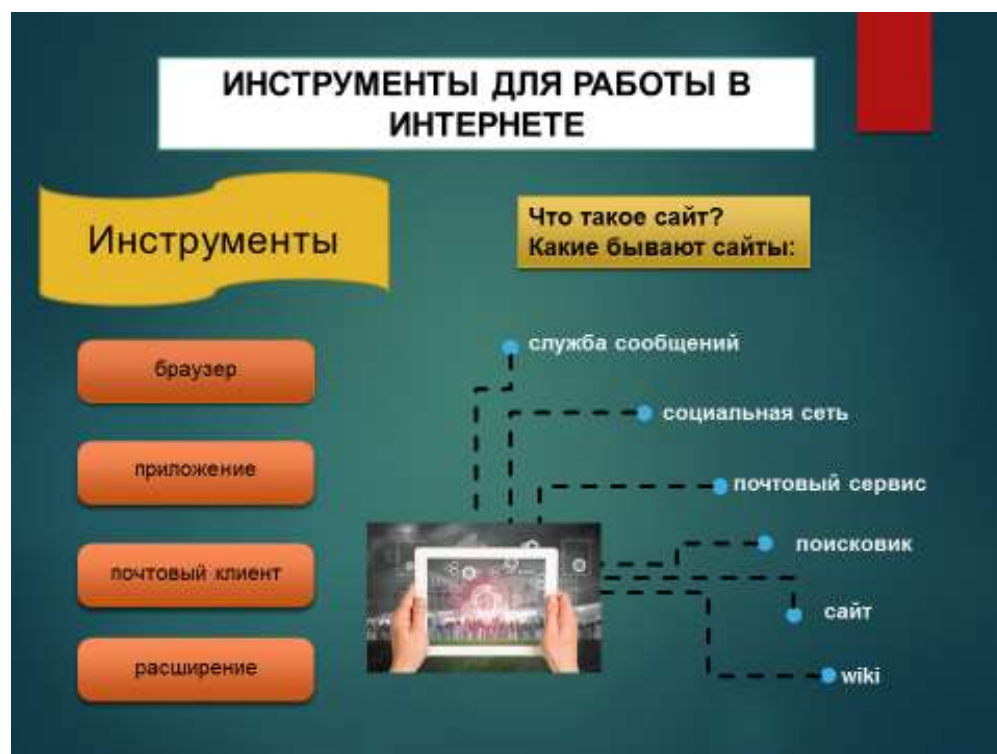 ИНСТРУМЕНТЫ ДЛЯ РАБОТЫ В
ИНТЕРНЕТЕ
Инструменты
браузер
приложение
почтовый клиент
расширение
Что такое сайт?
Какие бывают сайты:
служба сообщений
социальная сеть
почтовый сервис
поисковик
сайт
wiki